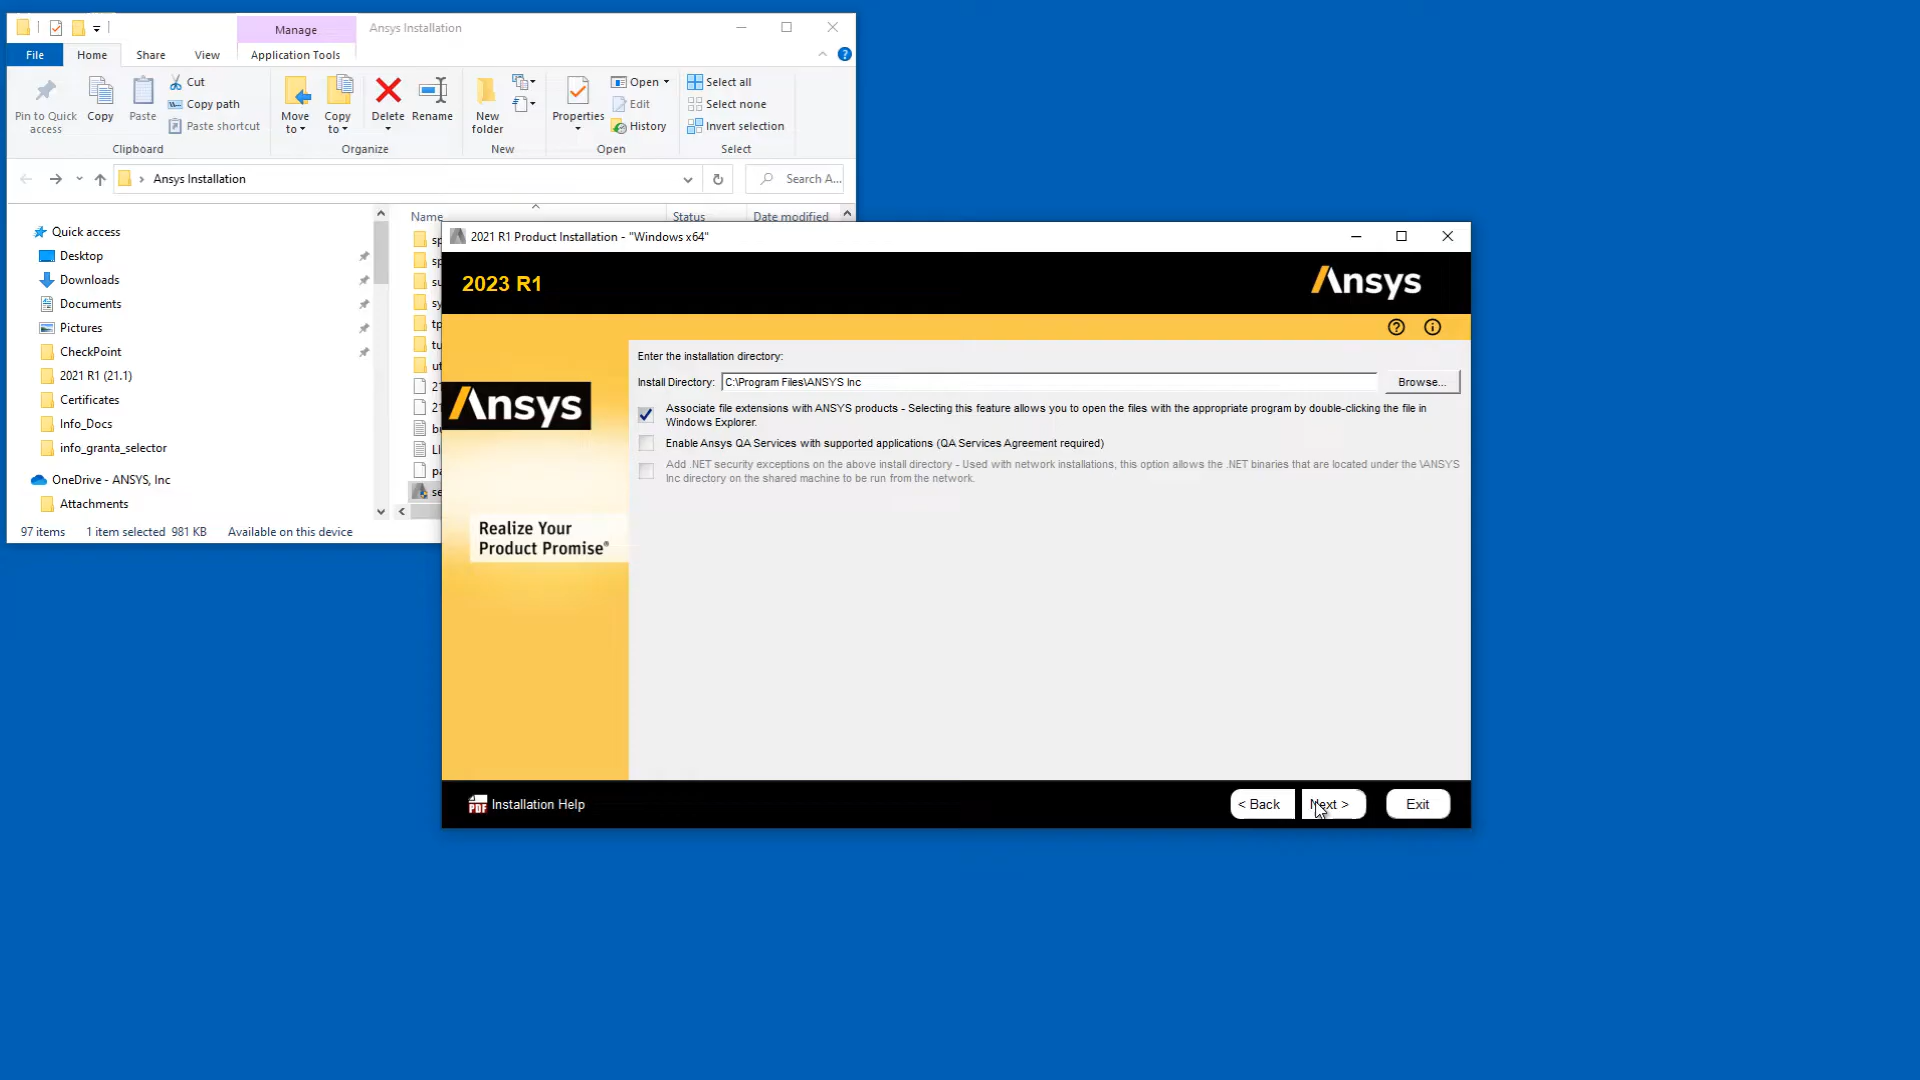 Manage
Ansys Installation
File
Home
Share
View
Application Tools
Pin to Quick
access
Copy
Paste
Cut
Copy path
Paste shortcut
Move
to
Copy
to
Delete
Rename
New
folder
Properties
Open
Edit
History
Select all
Select none
Invert selection
Clipboard
Organize
New
Open
Select
Ansys Installation
Search A...
Name
Status
Date modified
Quick access
Desktop
Downloads
Documents
Pictures
CheckPoint
2021 R1 (21.1)
Certificates
Info_Docs
info_granta_selector
OneDrive - ANSYS, Inc
Attachments
97 items
1 item selected 981 KB
Available on this device
2021 R1 Product Installation - "Windows x64"
2023 R1
Ansys
Ansys
Realize Your
Product Promise®
Enter the installation directory:
Install Directory:
C:\Program Files\ANSYS Inc
Browse...
Associate file extensions with ANSYS products - Selecting this feature allows you to open the files with the appropriate program by double-clicking the file in
Windows Explorer.
Enable Ansys QA Services with supported applications (QA Services Agreement required)
Add .NET security exceptions on the above install directory - Used with network installations, this option allows the .NET binaries that are located under the \ANSYS
Inc directory on the shared machine to be run from the network.
PDF
Installation Help
< Back
Next >
Exit